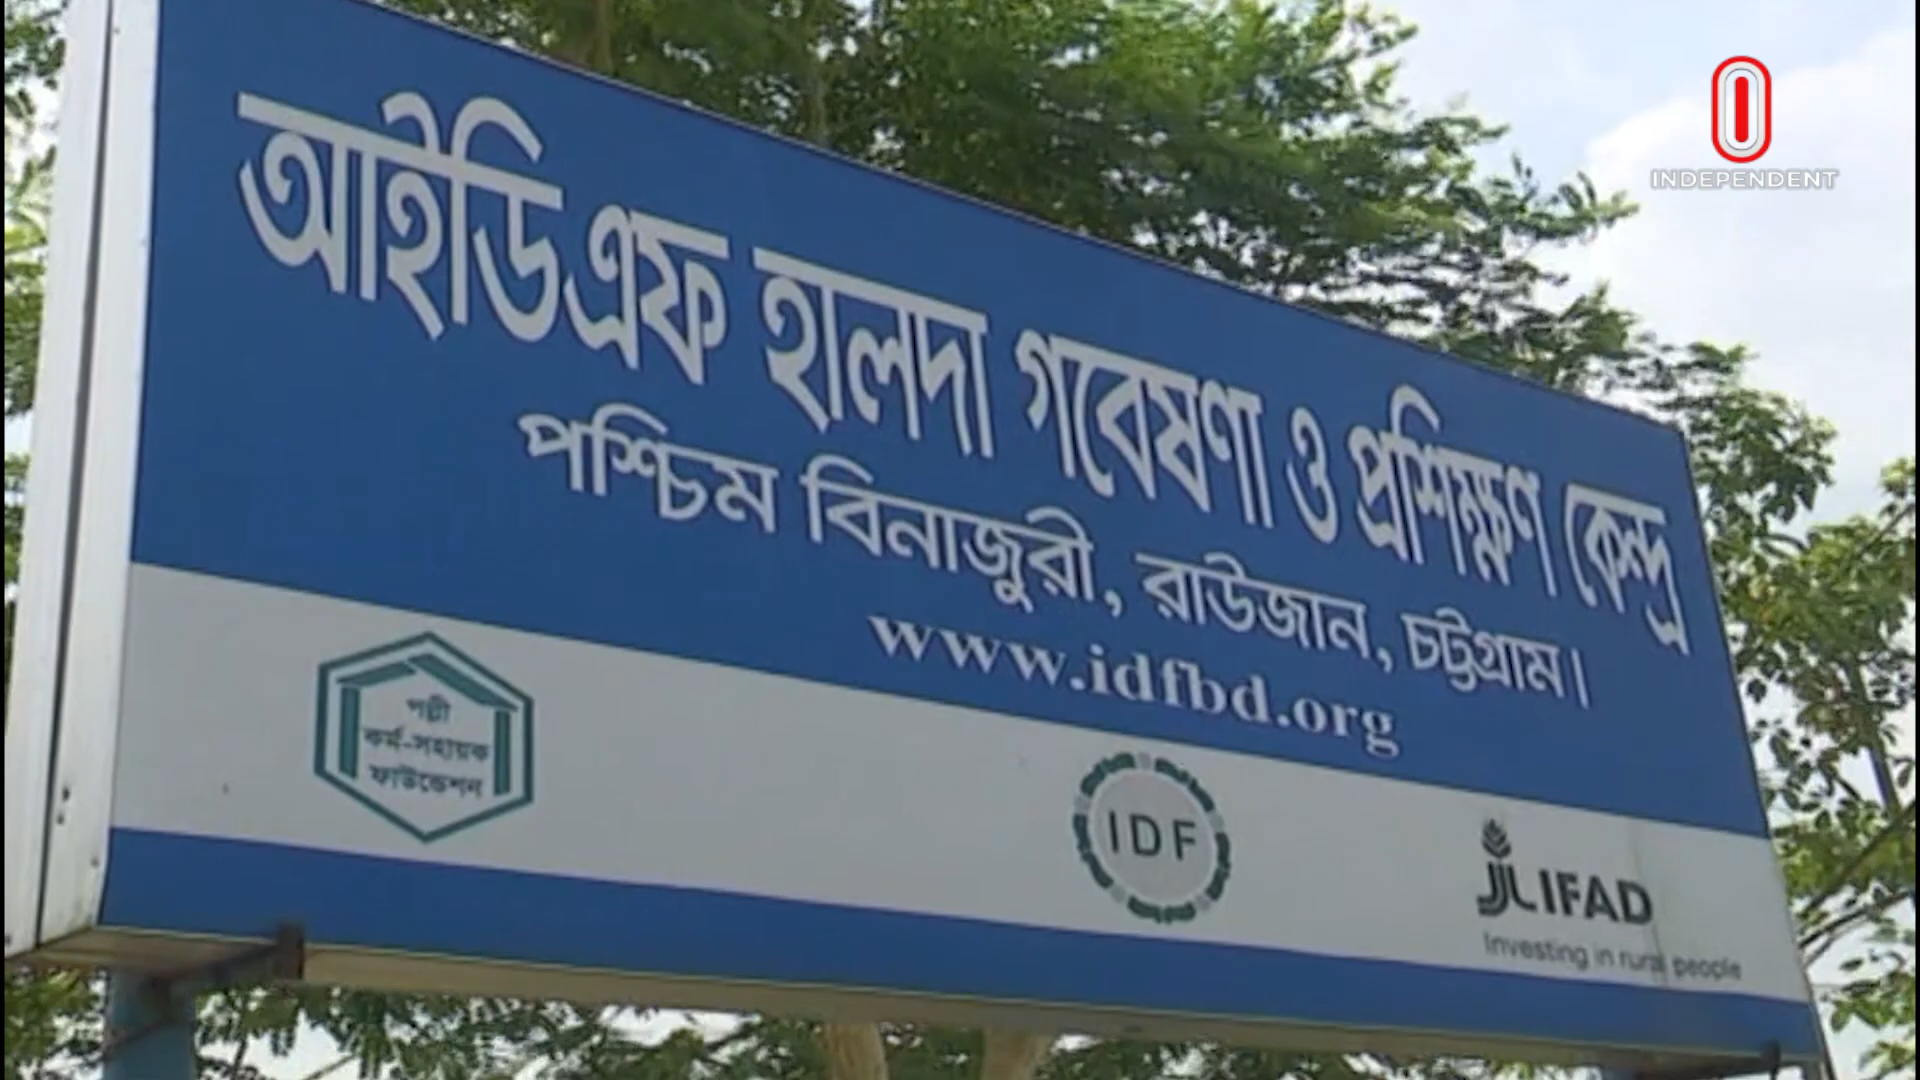 INDEPENDENT
আইডিএফ হালদা গবেষণা ও প্রশিক্ষণ কেন্দ্র
পশ্চিম বিনাজুরী, রাউজান, চট্টগ্রাম।
www.idfbd.org
পল্লী
কর্ম-সহায়ক
ফাউন্ডেশন
IDF
IFAD
Investing in rural people